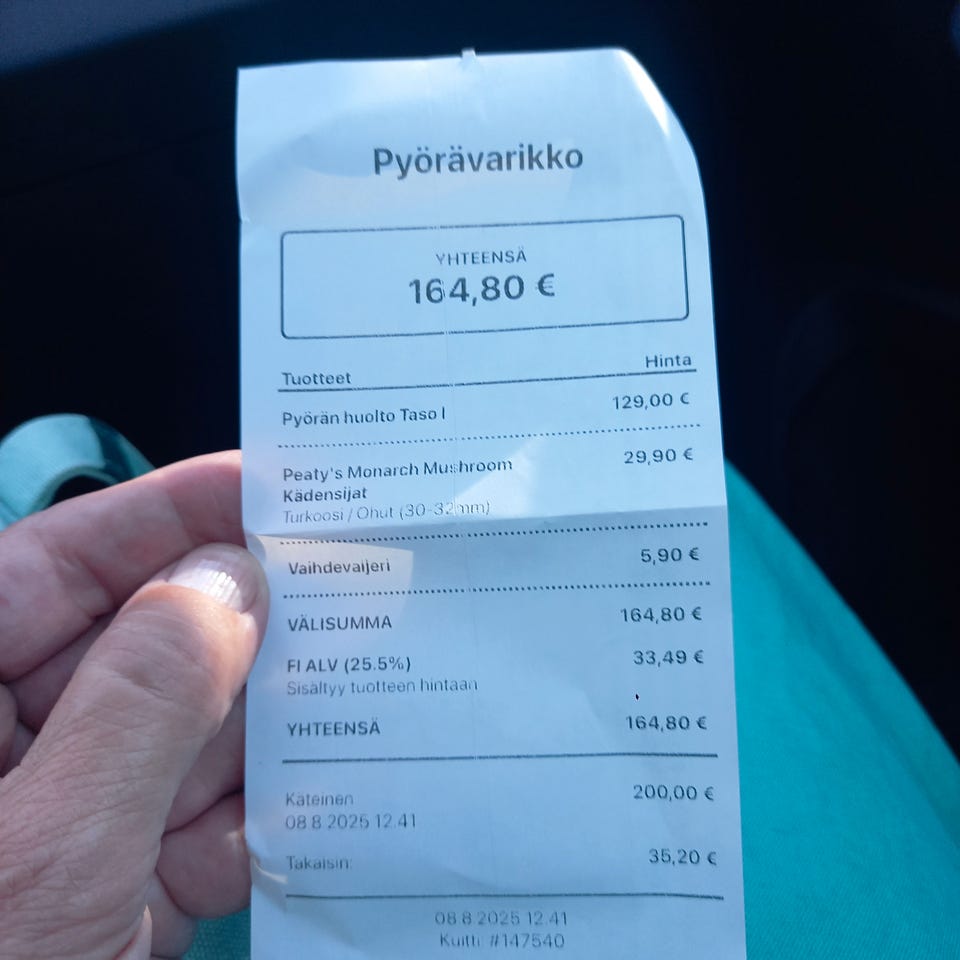 Pyörävarikko
YHTEENSÄ
164,80 €
Tuotteet Hinta
Pyörän huolto Taso I 129,00 €
Peaty's Monarch Mushroom 29,90 €
Kädensijat
Turkoosi / Ohut (30-32mm)
Vaihdevaijeri 5,90 €
VÄLISUMMA 164,80 €
FI ALV (25.5%) 33,49 €
Sisältyy tuotteen hintaan
YHTEENSÄ 164,80 €
Käteinen 200,00 €
08.8.2025 12.41
Takaisin: 35,20 €
08.8.2025 12.41
Kuitti: #147540